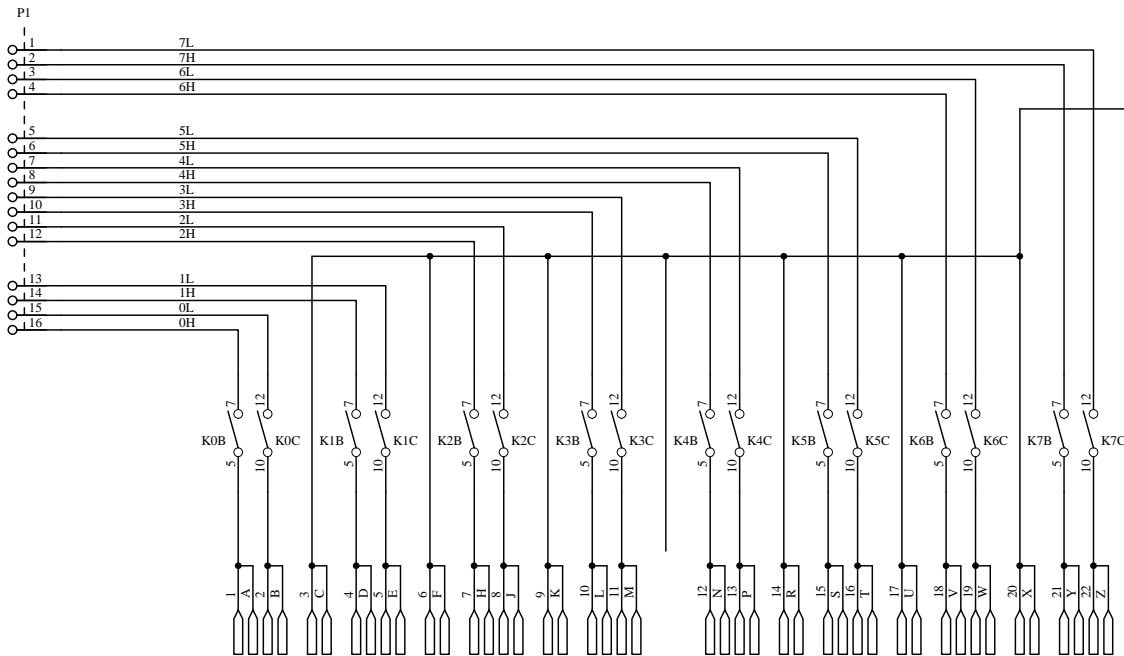 P1
1 7L
2 7H
3 6L
4 6H
5 5L
6 5H
7 4L
8 4H
9 3L
10 3H
11 2L
12 2H
13 1L
14 1H
15 0L
16 0H
7 12 7 12 7 12 7 12 7 12 7 12 7 12 7 12
K0B K0C K1B K1C K2B K2C K3B K3C K4B K4C K5B K5C K6B K6C K7B K7C
5 10 5 10 5 10 5 10 5 10 5 10 5 10 5 10
1 A 2 B 3 C 4 D 5 E 6 F 7 H 8 J 9 K 10 L 11 M 12 N 13 P 14 R 15 S 16 T 17 U 18 V 19 W 20 X 21 Y 22 Z